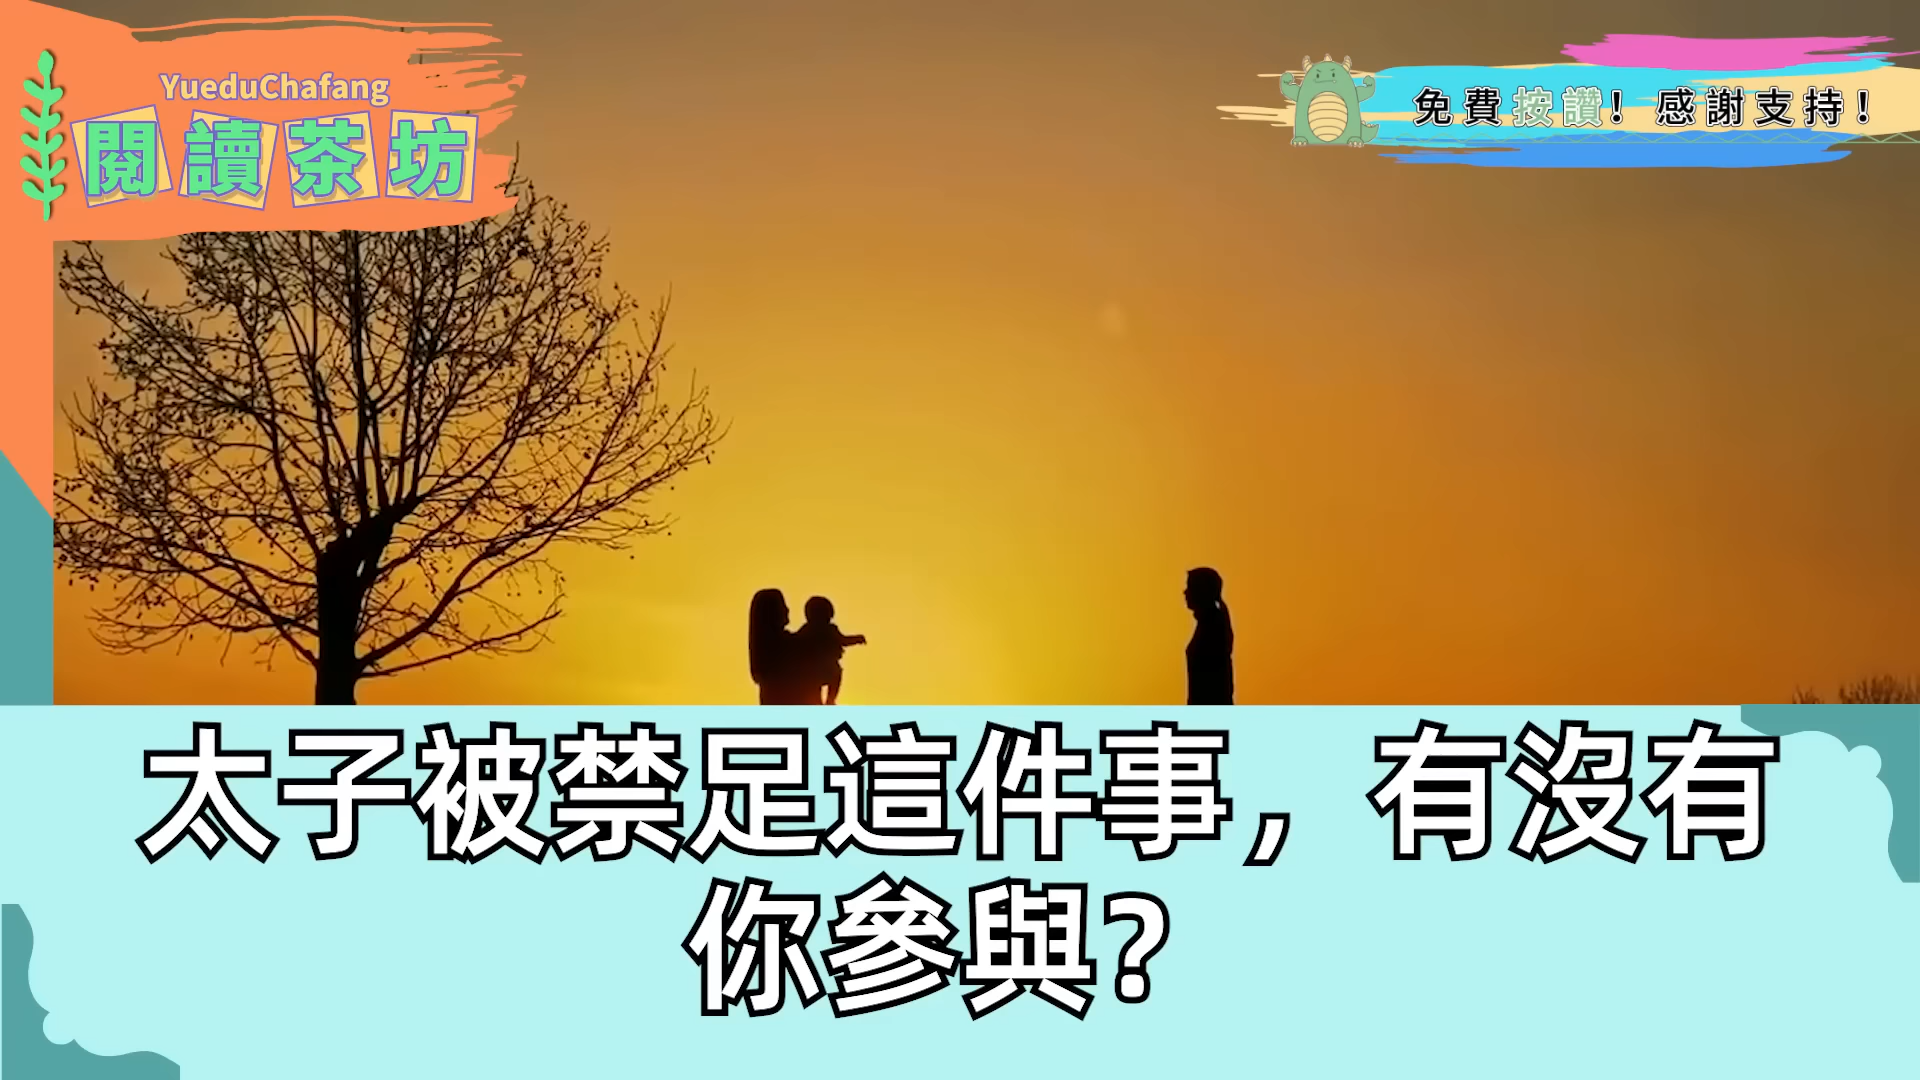 YueduChafang
閱讀茶坊
免費按讚！感謝支持！
太子被禁足這件事，有沒有
你參與？